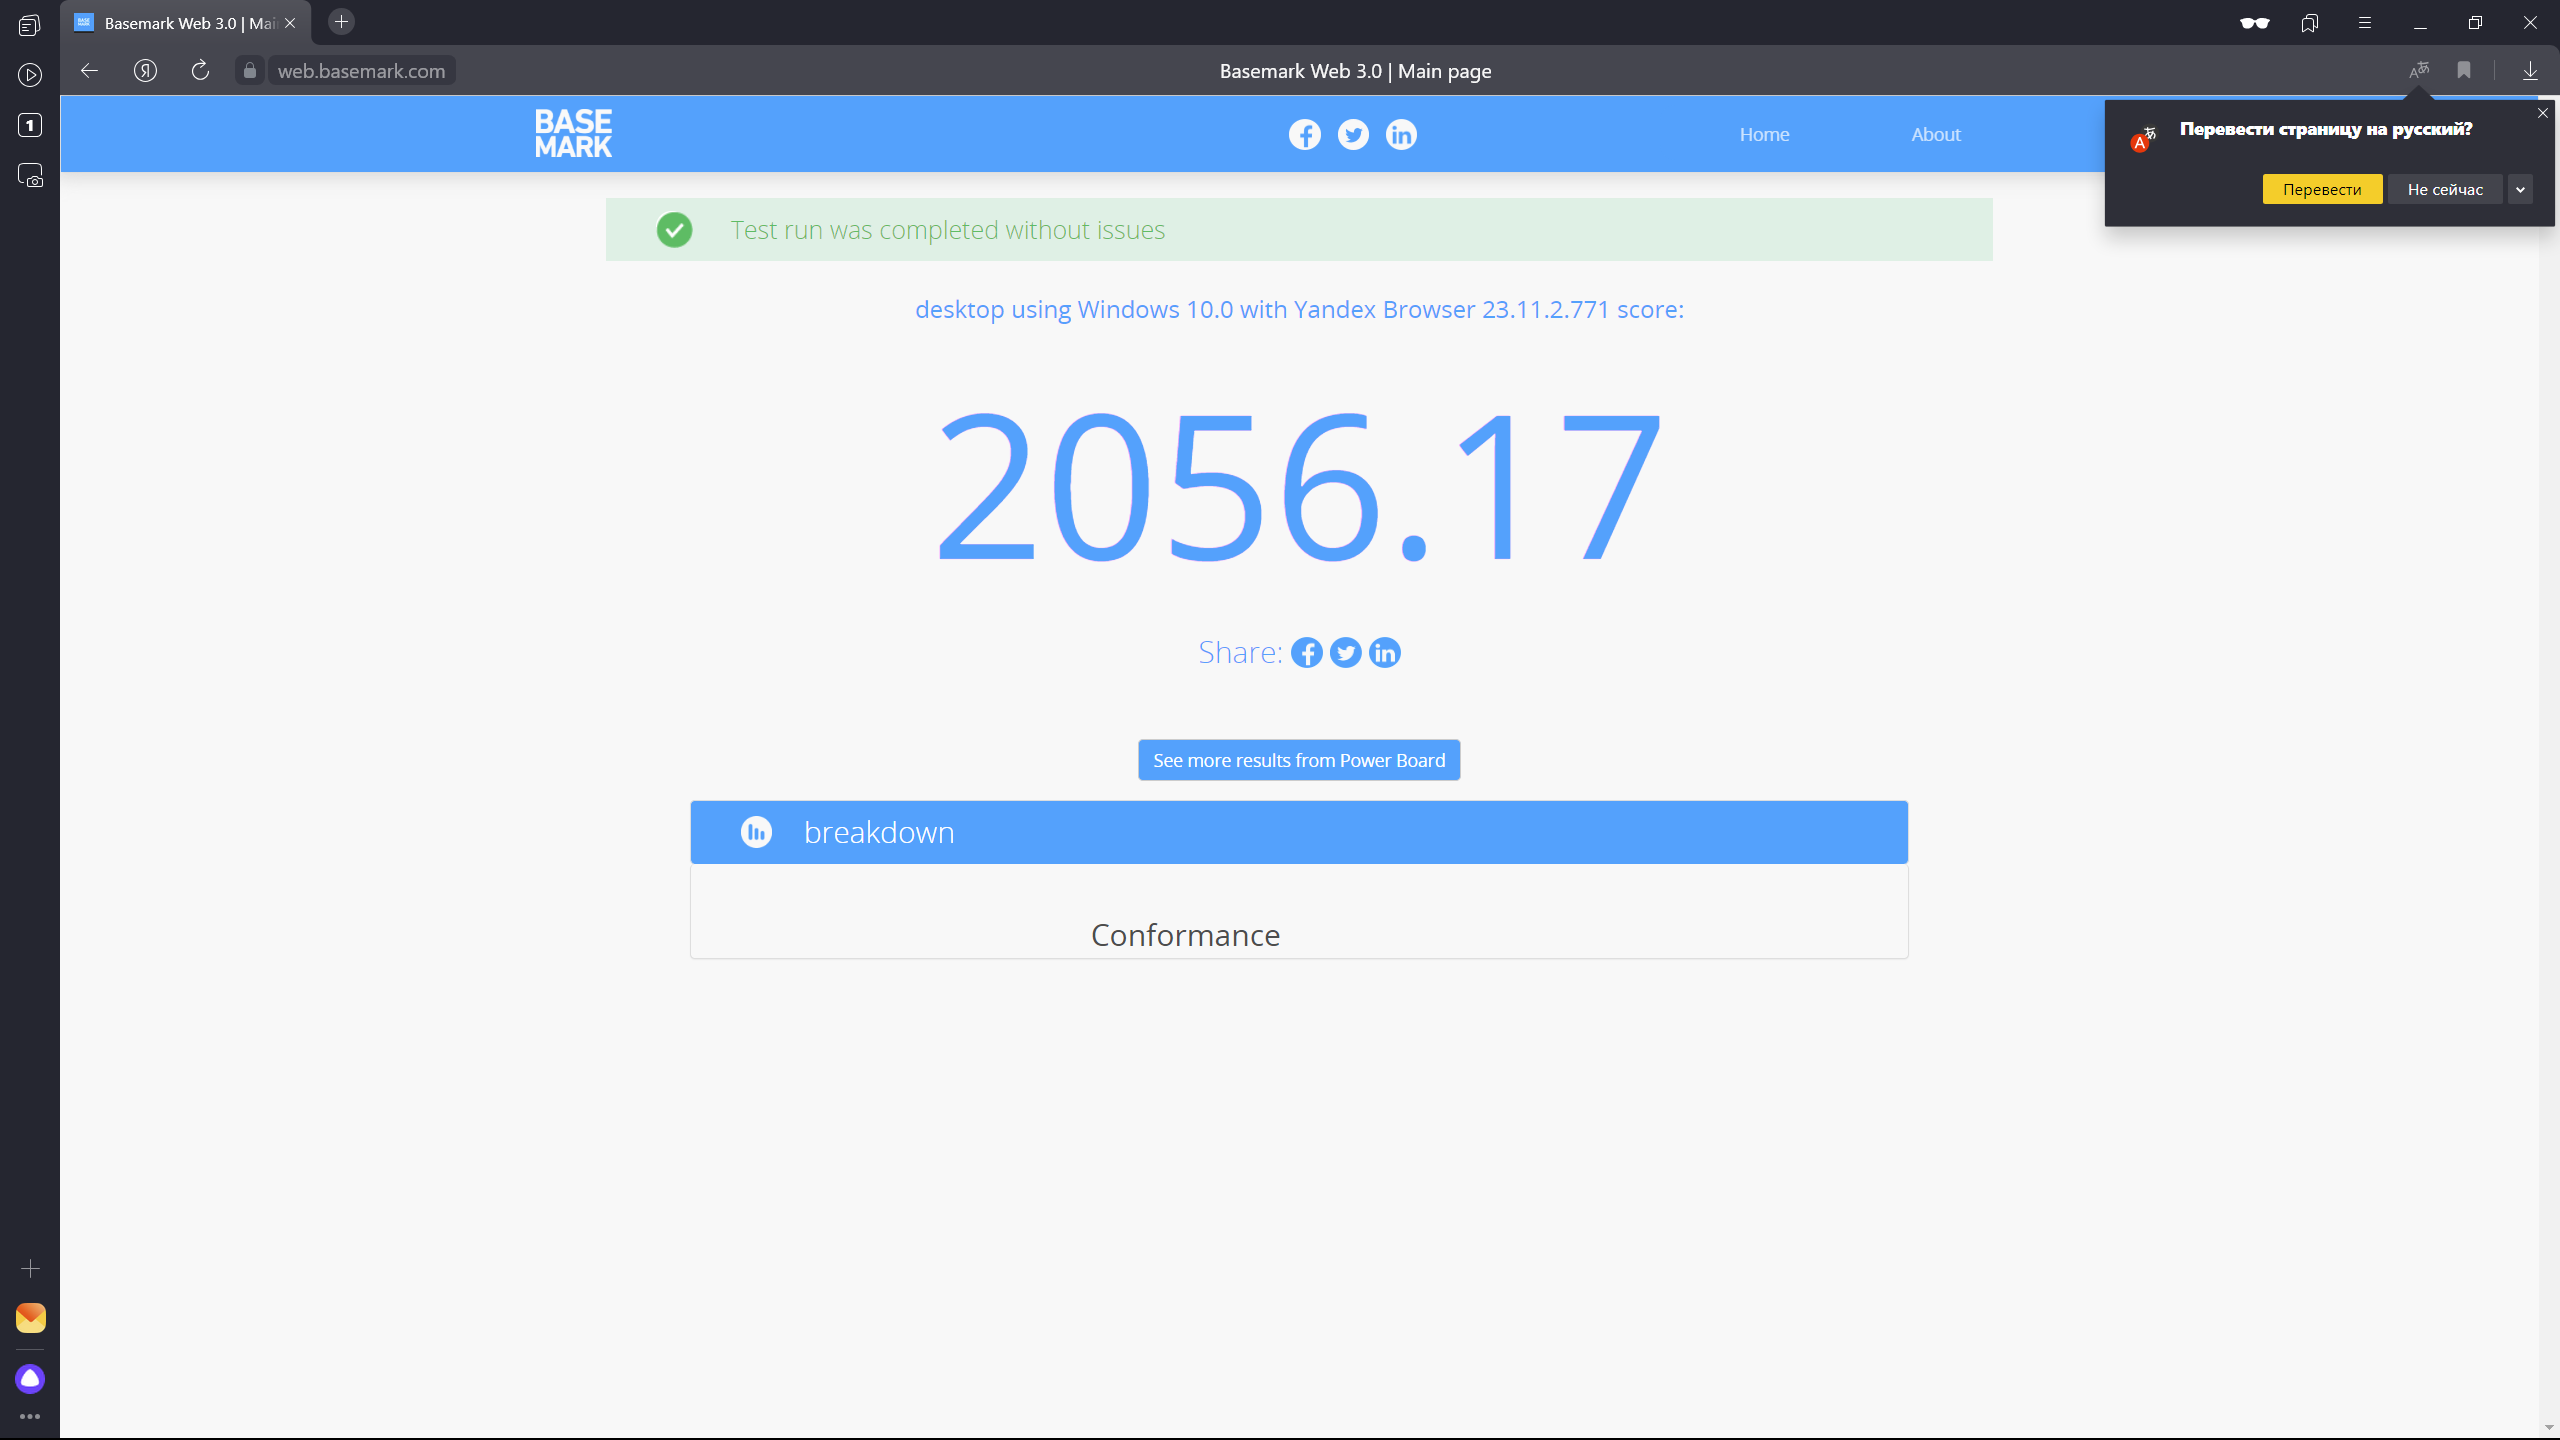 Basemark Web 3.0 | Mai
1
Я
web.basemark.com
Basemark Web 3.0 | Main page
BASE
MARK
Home
About
Перевести страницу на русский?
Перевести
Не сейчас
Test run was completed without issues
desktop using Windows 10.0 with Yandex Browser 23.11.2.771 score:
2056.17
Share:
See more results from Power Board
breakdown
Conformance